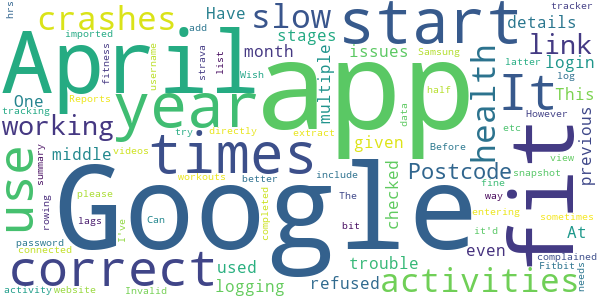 hrs
imported
crashes
add
Have
slow
start
tracker
details
stages
link
April
app
fitness
username
strava
list
Wish
month
multiple
issues
Samsung
latter
login
log
It
This
One
tracking
Reports
year
try
directly
extract
data
half
etc
However
working
middle
times
given
Before
health
view
previous
use
summary
videos
workouts
better
include
Postcode
fine
snapshot
way
entering
sometimes
fit
Google
rowing
please
lags
I've
Can
completed
The
bit
checked
At
it'd
complained
Fitbit
needs
password
connected
correct
used
trouble
even
activity
website
Invalid
logging
refused
activities